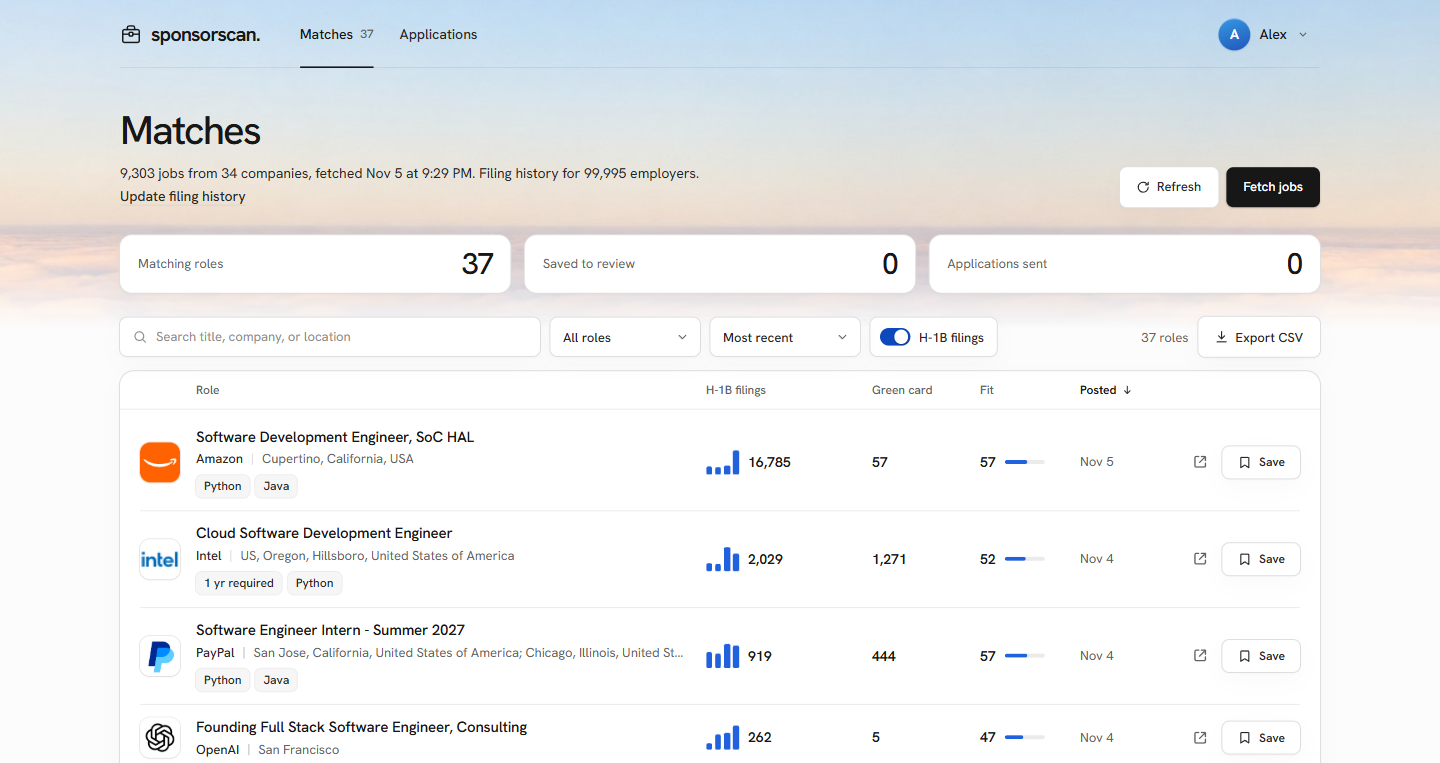 sponsorscan. Matches 37 Applications A Alex
Matches
9,303 jobs from 34 companies, fetched Nov 5 at 9:29 PM. Filing history for 99,995 employers.
Update filing history
Refresh Fetch jobs
Matching roles 37 Saved to review 0 Applications sent 0
Search title, company, or location All roles Most recent H-1B filings 37 roles Export CSV
Role H-1B filings Green card Fit Posted ↓
Software Development Engineer, SoC HAL
Amazon | Cupertino, California, USA
16,785 57 57 Nov 5 Save
Python Java
Cloud Software Development Engineer
intel
Intel | US, Oregon, Hillsboro, United States of America
2,029 1,271 52 Nov 4 Save
1 yr required Python
Software Engineer Intern - Summer 2027
PayPal | San Jose, California, United States of America; Chicago, Illinois, United St...
919 444 57 Nov 4 Save
Python Java
Founding Full Stack Software Engineer, Consulting
262 5 47 Nov 4 Save
OpenAI | San Francisco